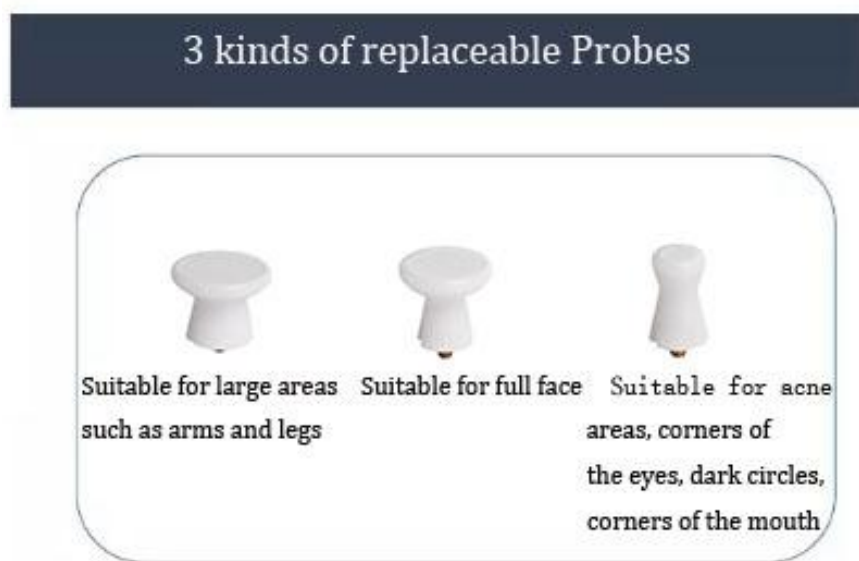 3 kinds of replaceable Probes
Suitable for large areas
such as arms and legs
Suitable for full face
Suitable for acne
areas, corners of
the eyes, dark circles,
corners of the mouth